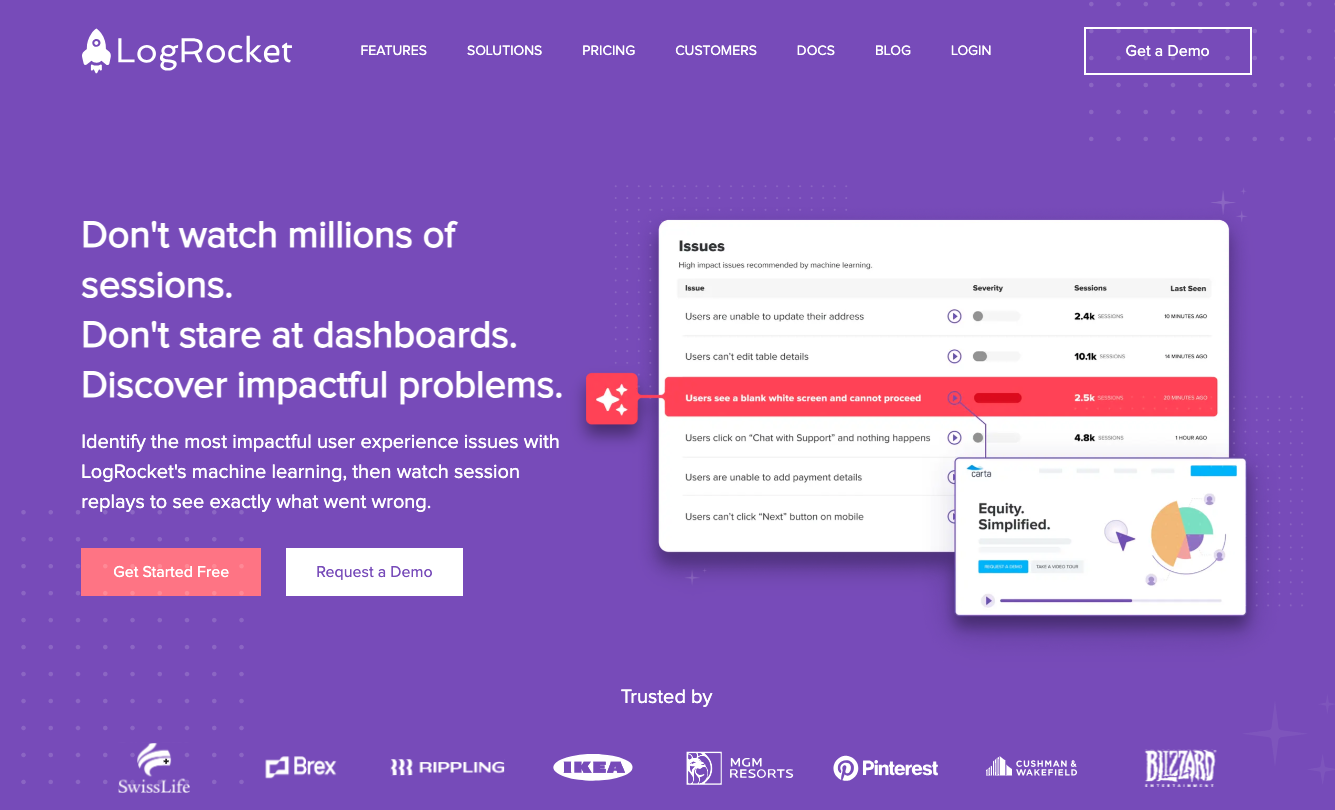 LogRocket
FEATURES SOLUTIONS PRICING CUSTOMERS DOCS BLOG LOGIN
Get a Demo
Don't watch millions of
sessions.
Don't stare at dashboards.
Discover impactful problems.
Identify the most impactful user experience issues with
LogRocket's machine learning, then watch session
replays to see exactly what went wrong.
Get Started Free Request a Demo
Issues
High impact issues recommended by machine learning.
Issue Severity Sessions Last Seen
Users are unable to update their address 2.4k SESSIONS 10 MINUTES AGO
Users can't edit table details 10.1k SESSIONS 14 MINUTES AGO
Users see a blank white screen and cannot proceed 2.5k SESSIONS 20 MINUTES AGO
Users click on “Chat with Support” and nothing happens 4.8k SESSIONS 1 HOUR AGO
Users are unable to add payment details
Users can't click “Next” button on mobile
carta
Equity.
Simplified.
REQUEST A DEMO TAKE A VIDEO TOUR
Trusted by
SwissLife
Brex
RIPPLING
IKEA
MGM
RESORTS
Pinterest
CUSHMAN &
WAKEFIELD
BLIZZARD
ENTERTAINMENT